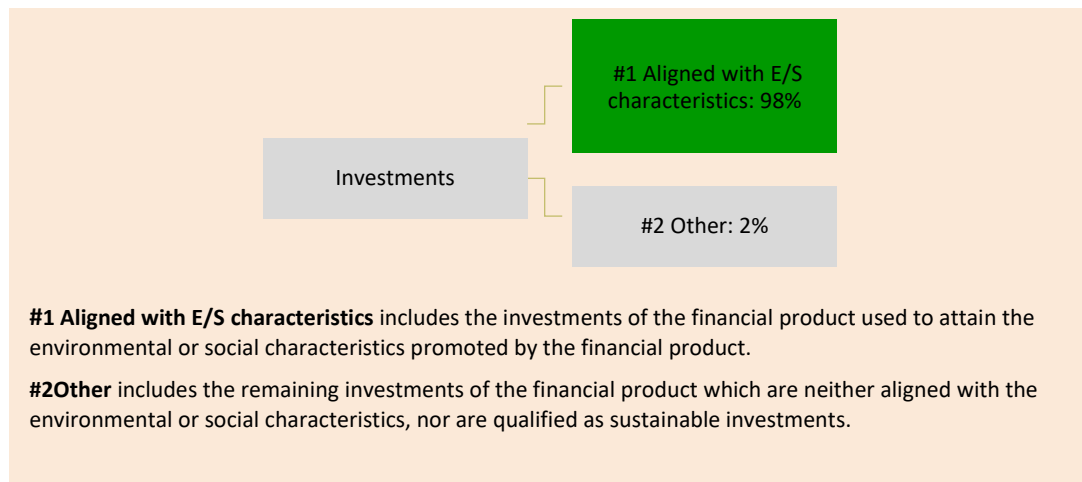 #1 Aligned with E/S
characteristics: 98%
Investments
#2 Other: 2%
#1 Aligned with E/S characteristics includes the investments of the financial product used to attain the
environmental or social characteristics promoted by the financial product.
#2Other includes the remaining investments of the financial product which are neither aligned with the
environmental or social characteristics, nor are qualified as sustainable investments.